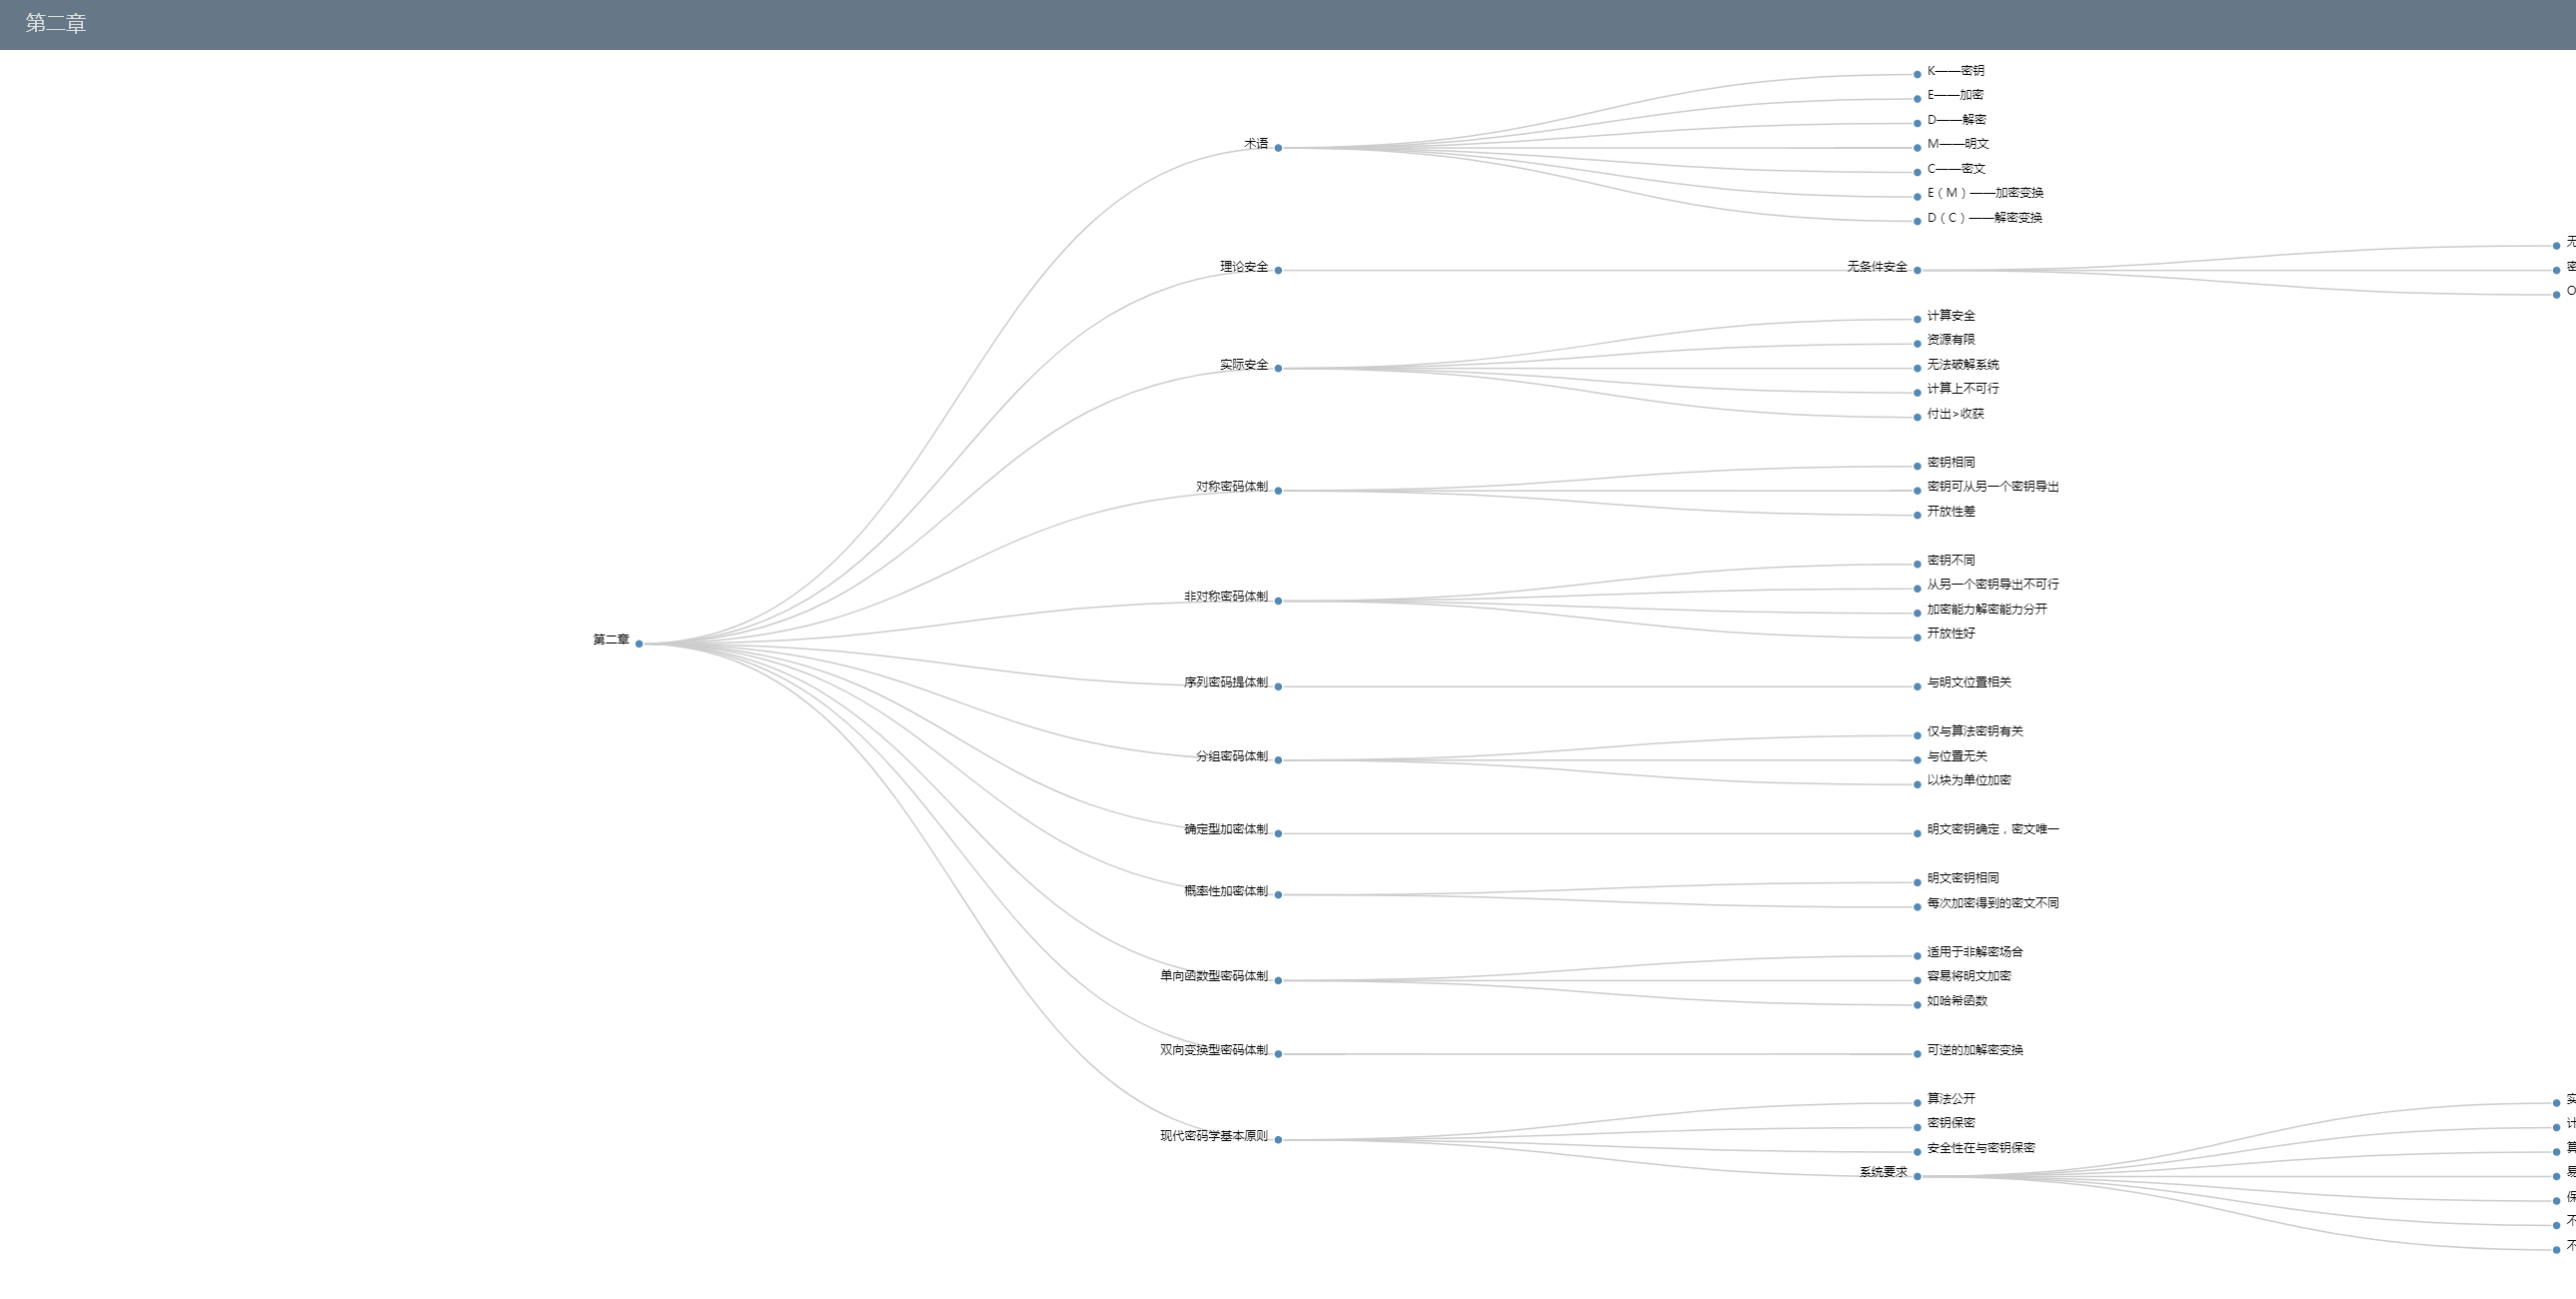 第二章
K——密钥
E——加密
D——解密
术语
M——明文
C——密文
E（M）——加密变换
D（C）——解密变换
理论安全
无条件安全
计算安全
资源有限
实际安全
无法破解系统
计算上不可行
付出>收获
密钥相同
对称密码体制
密钥可从另一个密钥导出
开放性差
密钥不同
从另一个密钥导出不可行
非对称密码体制
加密能力解密能力分开
开放性好
第二章
序列密码提体制
与明文位置相关
仅与算法密钥有关
分组密码体制
与位置无关
以块为单位加密
确定型加密体制
明文密钥确定，密文唯一
明文密钥相同
概率性加密体制
每次加密得到的密文不同
适用于非解密场合
单向函数型密码体制
容易将明文加密
如哈希函数
双向变换型密码体制
可逆的加解密变换
算法公开
密钥保密
现代密码学基本原则
安全性在与密钥保密
系统要求